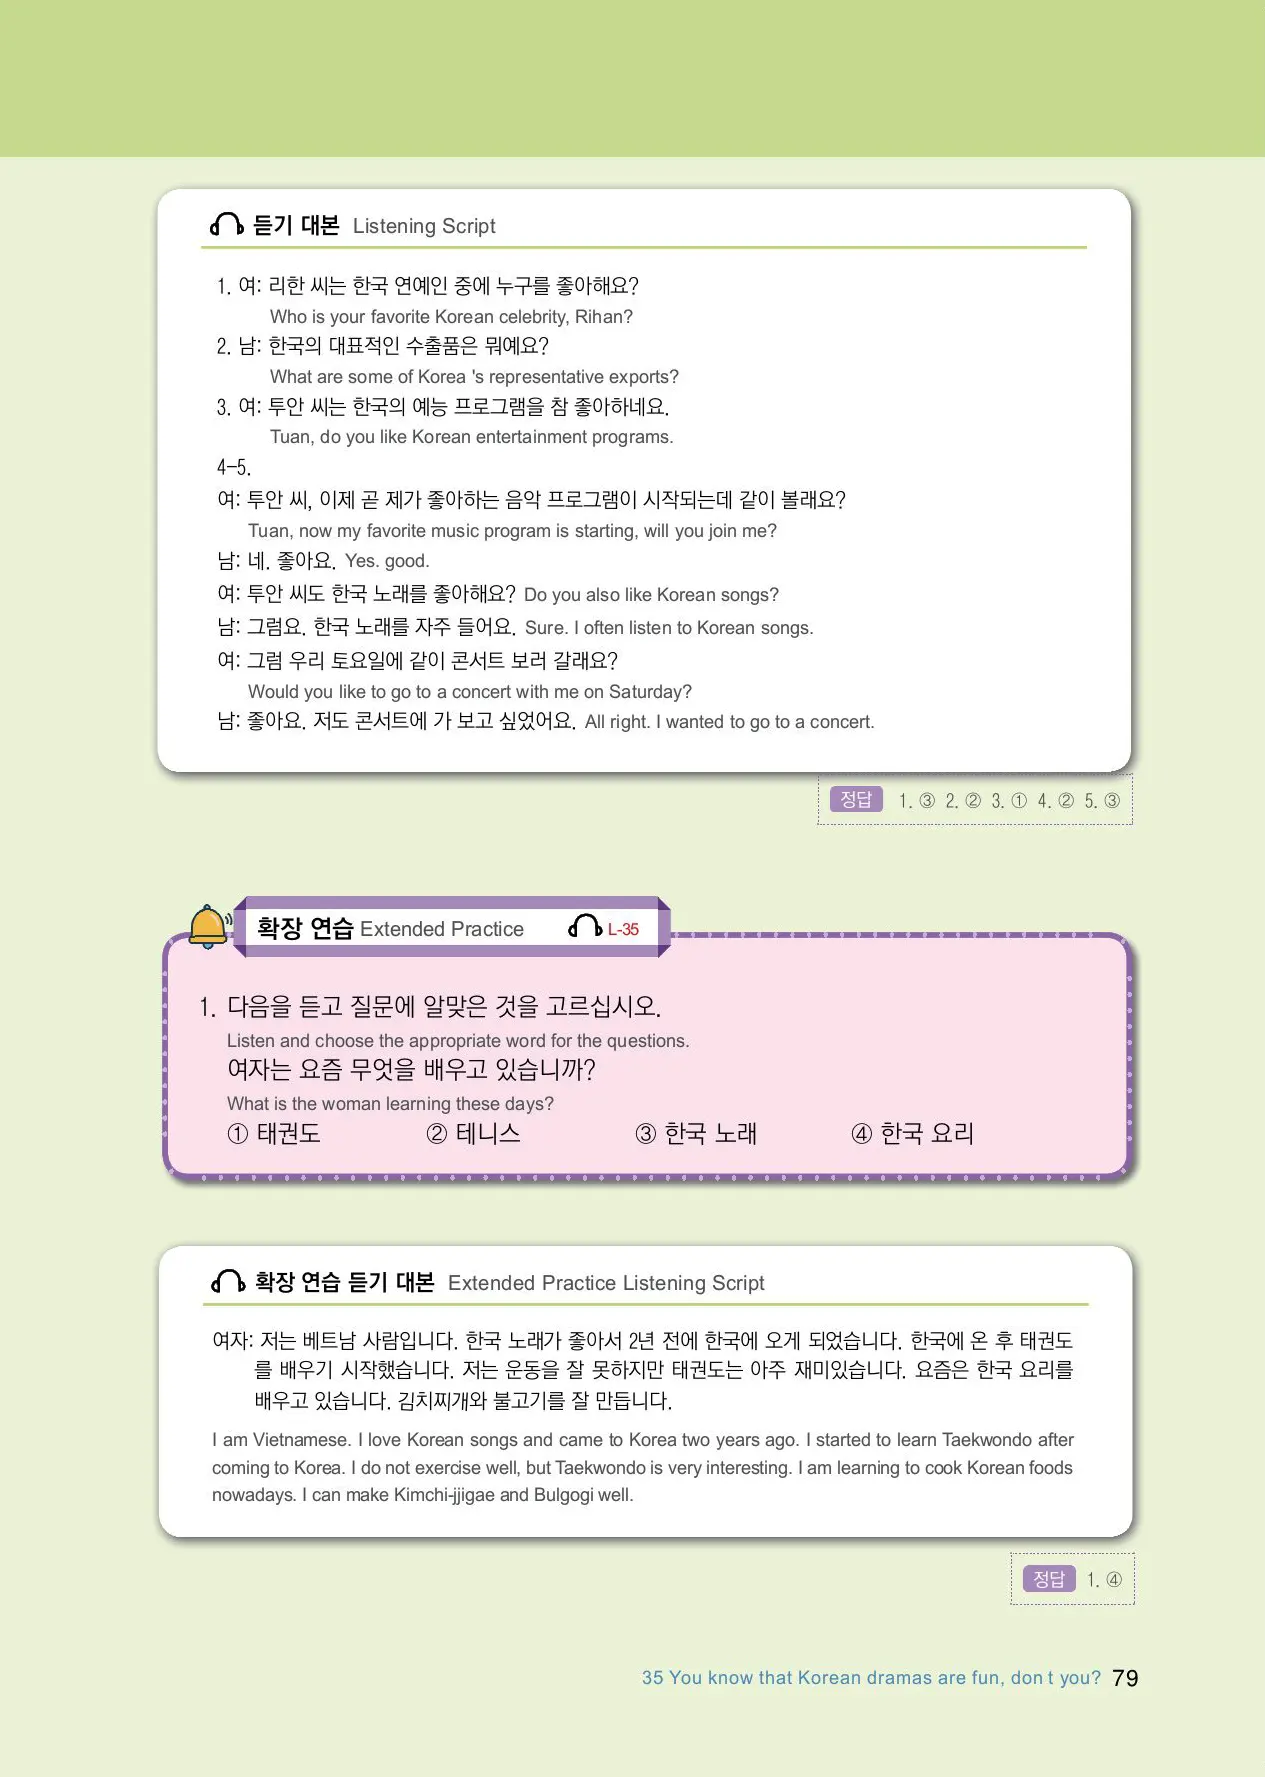 듣기 대본 Listening Script
1. 여: 리한 씨는 한국 연예인 중에 누구를 좋아해요?
Who is your favorite Korean celebrity, Rihan?
2. 남: 한국의 대표적인 수출품은 뭐예요?
What are some of Korea 's representative exports?
3. 여: 투안 씨는 한국의 예능 프로그램을 참 좋아하네요.
Tuan, do you like Korean entertainment programs.
4-5.
여: 투안 씨, 이제 곧 제가 좋아하는 음악 프로그램이 시작되는데 같이 볼래요?
Tuan, now my favorite music program is starting, will you join me?
남: 네. 좋아요. Yes. good.
여: 투안 씨도 한국 노래를 좋아해요? Do you also like Korean songs?
남: 그럼요. 한국 노래를 자주 들어요. Sure. I often listen to Korean songs.
여: 그럼 우리 토요일에 같이 콘서트 보러 갈래요?
Would you like to go to a concert with me on Saturday?
남: 좋아요. 저도 콘서트에 가 보고 싶었어요. All right. I wanted to go to a concert.
정답 1. ③ 2. ② 3. ① 4. ② 5. ③
확장 연습 Extended Practice L-35
1. 다음을 듣고 질문에 알맞은 것을 고르십시오.
Listen and choose the appropriate word for the questions.
여자는 요즘 무엇을 배우고 있습니까?
What is the woman learning these days?
① 태권도 ② 테니스 ③ 한국 노래 ④ 한국 요리
확장 연습 듣기 대본 Extended Practice Listening Script
여자: 저는 베트남 사람입니다. 한국 노래가 좋아서 2년 전에 한국에 오게 되었습니다. 한국에 온 후 태권도
를 배우기 시작했습니다. 저는 운동을 잘 못하지만 태권도는 아주 재미있습니다. 요즘은 한국 요리를
배우고 있습니다. 김치찌개와 불고기를 잘 만듭니다.
I am Vietnamese. I love Korean songs and came to Korea two years ago. I started to learn Taekwondo after
coming to Korea. I do not exercise well, but Taekwondo is very interesting. I am learning to cook Korean foods
nowadays. I can make Kimchi-jjigae and Bulgogi well.
정답 1. ④
35 You know that Korean dramas are fun, don t you? 79